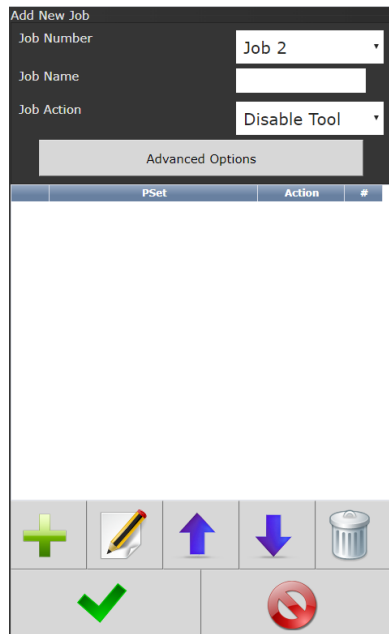 Add New Job
Job Number Job 2
Job Name
Job Action Disable Tool
Advanced Options
PSet Action #